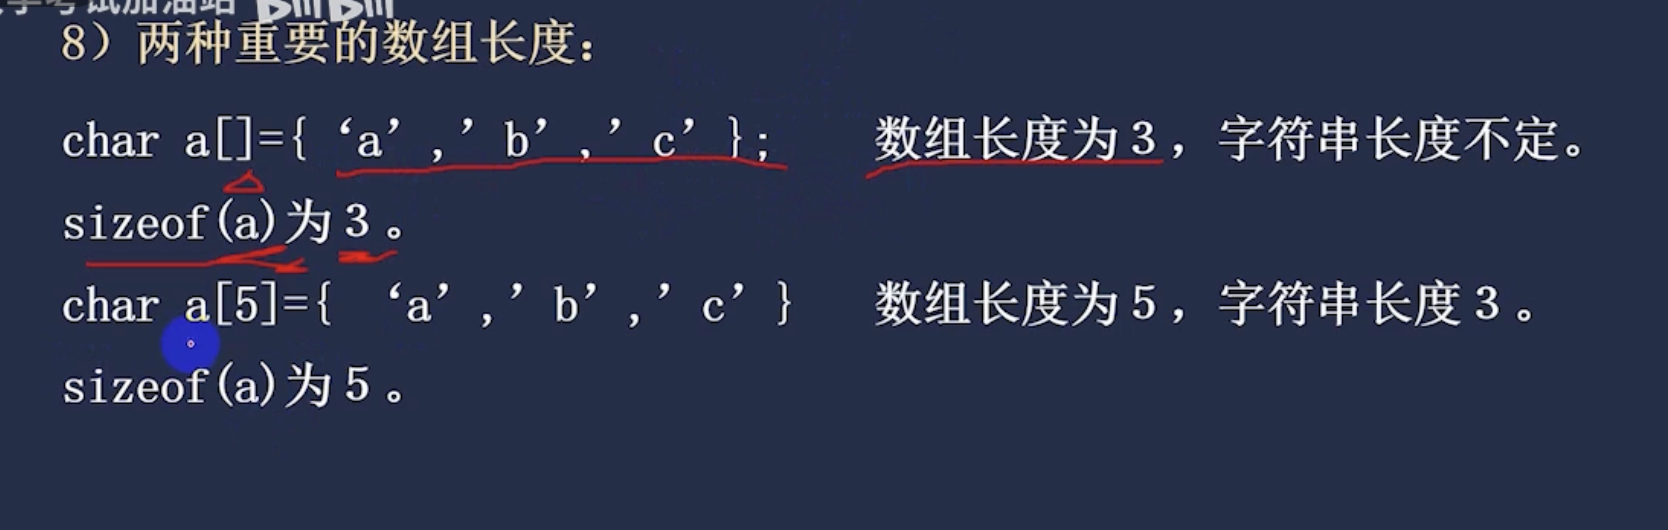 学考试加油站 bilibili
8）两种重要的数组长度：
char a[]={ ‘a’ , ’b’ ,’c’ };    数组长度为3，字符串长度不定。
sizeof(a)为3。
char a[5]={ ‘a’ ,’b’ ,’c’ }    数组长度为5，字符串长度3。
sizeof(a)为5。